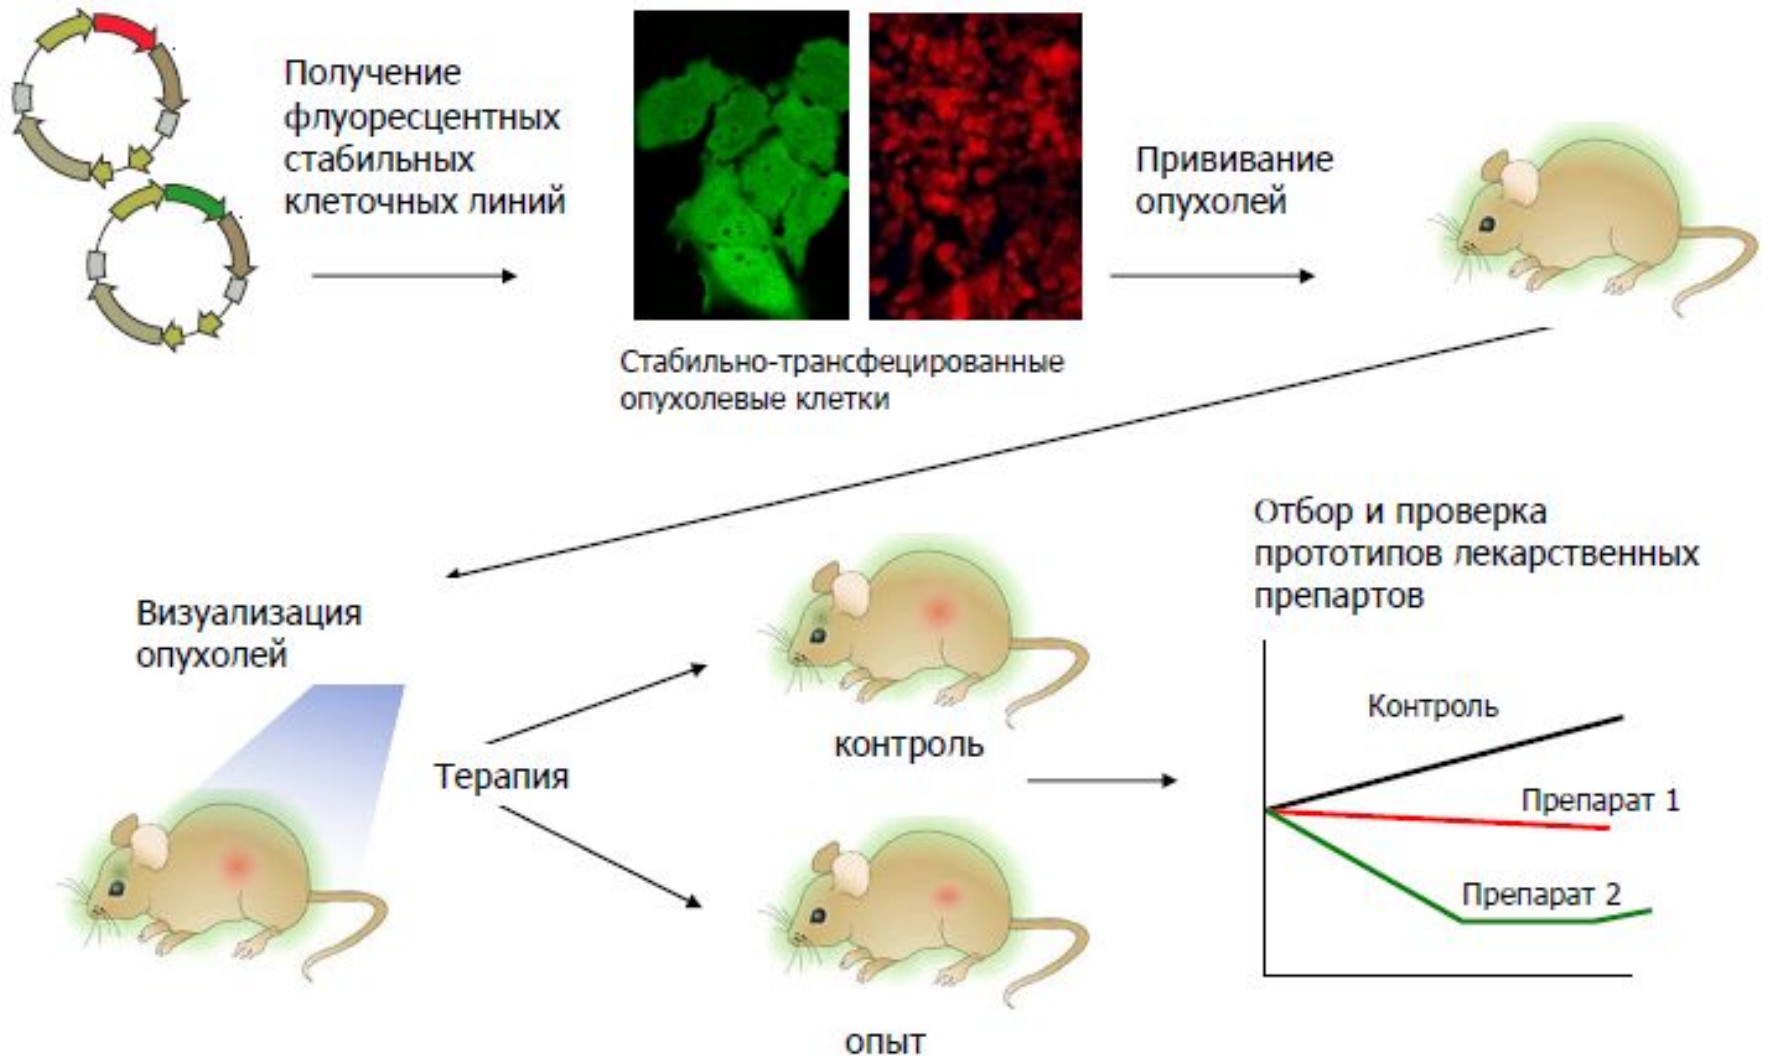 Получение
флуоресцентных
стабильных
клеточных линий
Стабильно-трансфецированные
опухолевые клетки
Прививание
опухолей
Визуализация
опухолей
Терапия
контроль
опыт
Отбор и проверка
прототипов лекарственных
препартов
Контроль
Препарат 1
Препарат 2